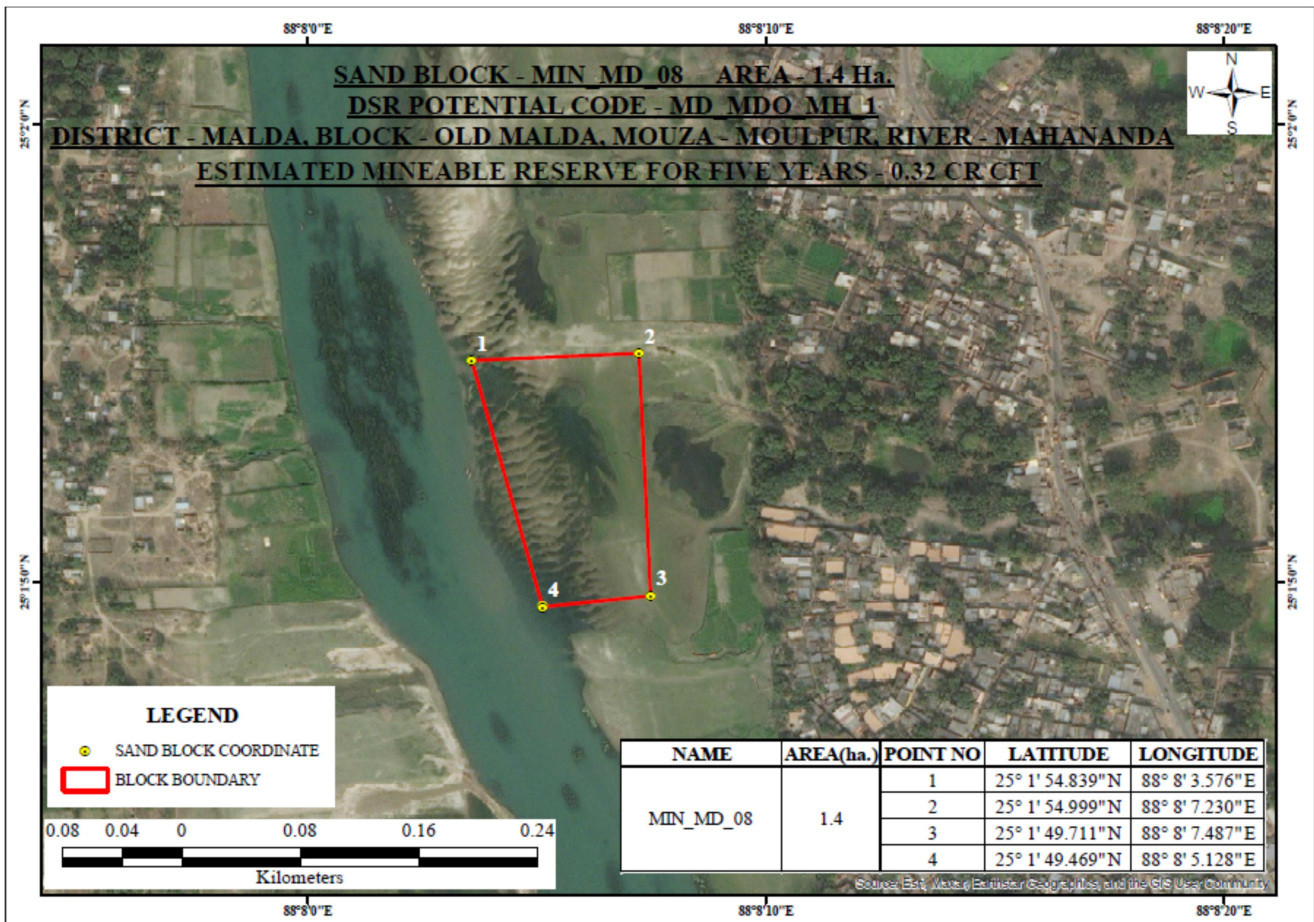 88°8'0"E 88°8'10"E 88°8'20"E
SAND BLOCK - MIN_MD_08 AREA - 1.4 Ha.
DSR POTENTIAL CODE - MD_MDO_MH_1
DISTRICT - MALDA, BLOCK - OLD MALDA, MOUZA - MOULPUR, RIVER - MAHANANDA
ESTIMATED MINEABLE RESERVE FOR FIVE YEARS - 0.32 CR CFT
N
W E
S
25°2'0"N 25°2'0"N
1 2
3
4
25°1'50"N 25°1'50"N
LEGEND
SAND BLOCK COORDINATE
BLOCK BOUNDARY
0.08 0.04 0 0.08 0.16 0.24
Kilometers
NAME AREA(ha.) POINT NO LATITUDE LONGITUDE
MIN_MD_08 1.4
1 25° 1' 54.839"N 88° 8' 3.576"E
2 25° 1' 54.999"N 88° 8' 7.230"E
3 25° 1' 49.711"N 88° 8' 7.487"E
4 25° 1' 49.469"N 88° 8' 5.128"E
Source: Esri, Maxar, Earthstar Geographics, and the GIS User Community
88°8'0"E 88°8'10"E 88°8'20"E